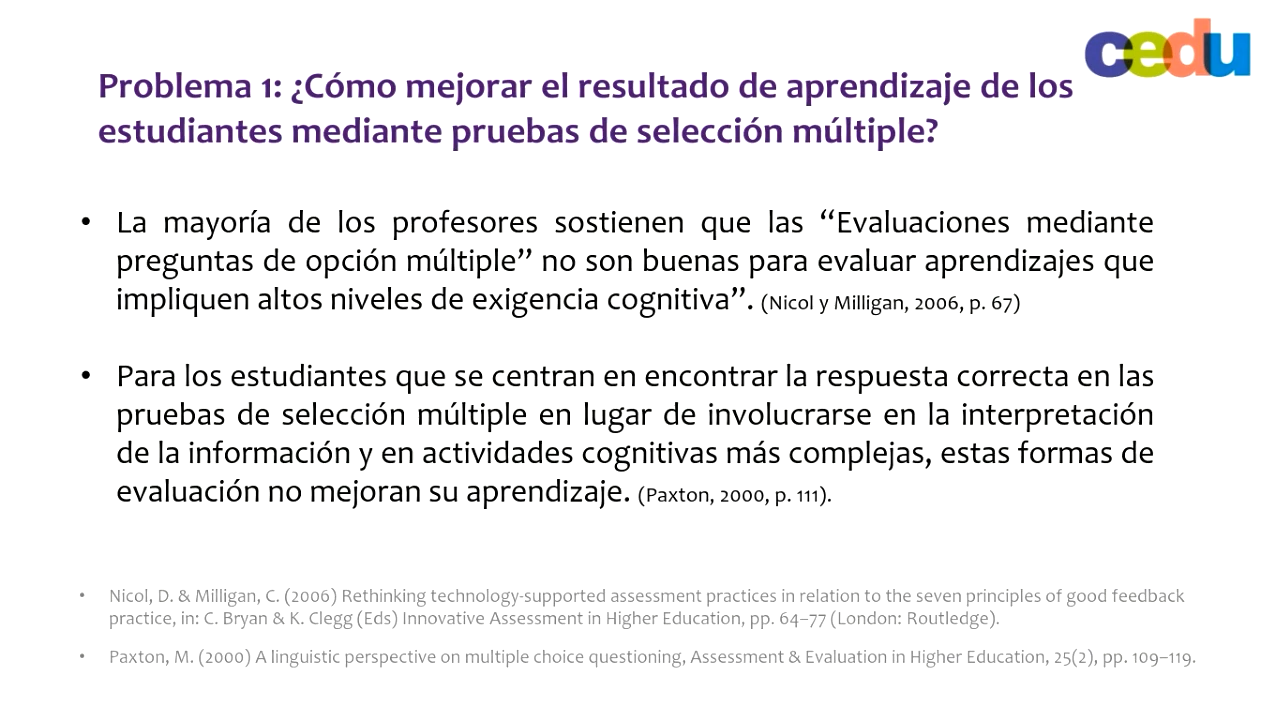 cedu
Problema 1: ¿Cómo mejorar el resultado de aprendizaje de los
estudiantes mediante pruebas de selección múltiple?
• La mayoría de los profesores sostienen que las “Evaluaciones mediante
preguntas de opción múltiple” no son buenas para evaluar aprendizajes que
impliquen altos niveles de exigencia cognitiva”. (Nicol y Milligan, 2006, p. 67)
• Para los estudiantes que se centran en encontrar la respuesta correcta en las
pruebas de selección múltiple en lugar de involucrarse en la interpretación
de la información y en actividades cognitivas más complejas, estas formas de
evaluación no mejoran su aprendizaje. (Paxton, 2000, p. 111).
• Nicol, D. & Milligan, C. (2006) Rethinking technology-supported assessment practices in relation to the seven principles of good feedback
practice, in: C. Bryan & K. Clegg (Eds) Innovative Assessment in Higher Education, pp. 64–77 (London: Routledge).
• Paxton, M. (2000) A linguistic perspective on multiple choice questioning, Assessment & Evaluation in Higher Education, 25(2), pp. 109–119.